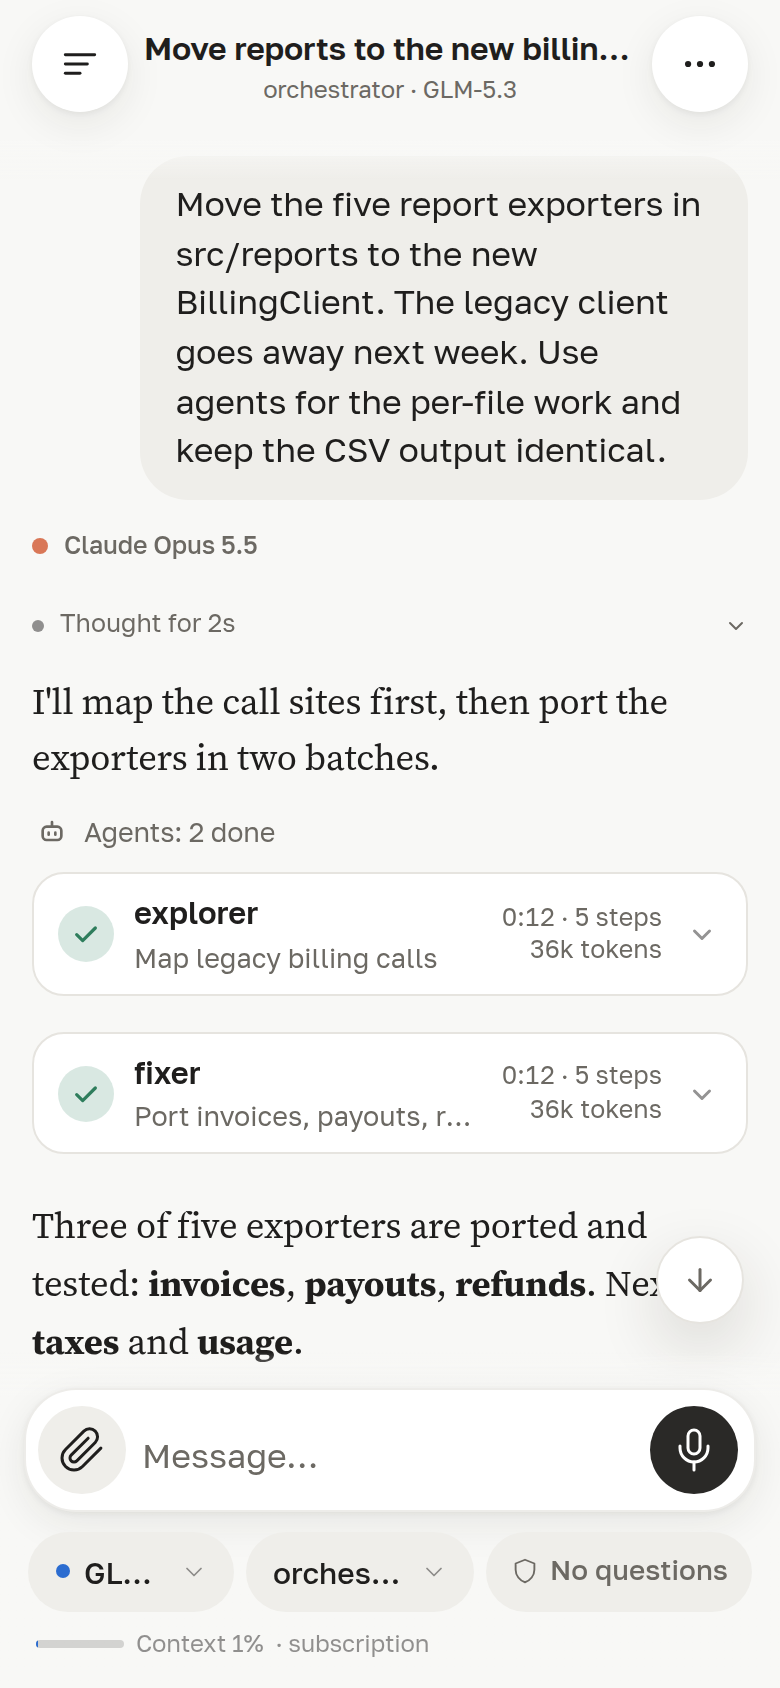 Move reports to the new billin...
orchestrator · GLM-5.3
Move the five report exporters in
src/reports to the new
BillingClient. The legacy client
goes away next week. Use
agents for the per-file work and
keep the CSV output identical.
Claude Opus 5.5
Thought for 2s
I'll map the call sites first, then port the
exporters in two batches.
Agents: 2 done
explorer
0:12 · 5 steps
Map legacy billing calls
36k tokens
fixer
0:12 · 5 steps
Port invoices, payouts, r...
36k tokens
Three of five exporters are ported and
tested: invoices, payouts, refunds.
taxes and usage.
Message...
GL...
orches...
No questions
Context 1% · subscription